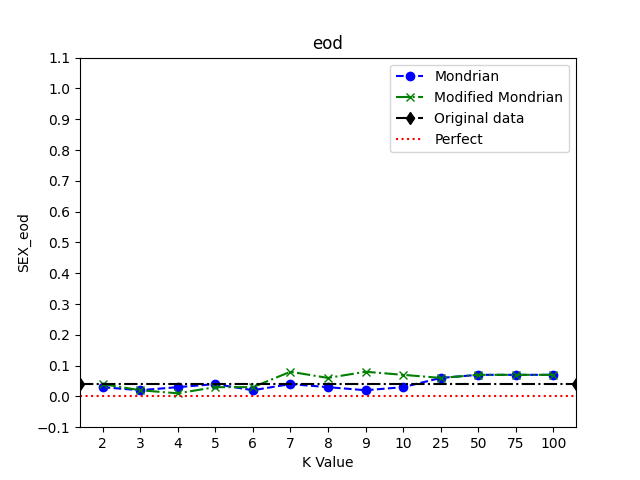 eod
1.1
1.0
0.9
0.8
0.7
0.6
0.5
0.4
0.3
0.2
0.1
0.0
−0.1
SEX_eod
Mondrian
Modified Mondrian
Original data
Perfect
2 3 4 5 6 7 8 9 10 25 50 75 100
K Value